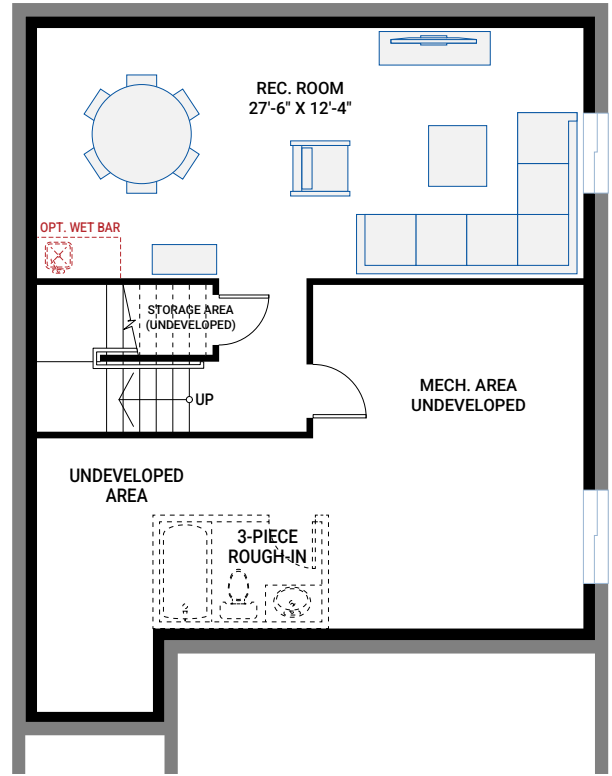 REC. ROOM
27'-6" X 12'-4"
OPT. WET BAR
STORAGE AREA
(UNDEVELOPED)
MECH. AREA
UNDEVELOPED
UP
UNDEVELOPED
AREA
3-PIECE
ROUGH-IN